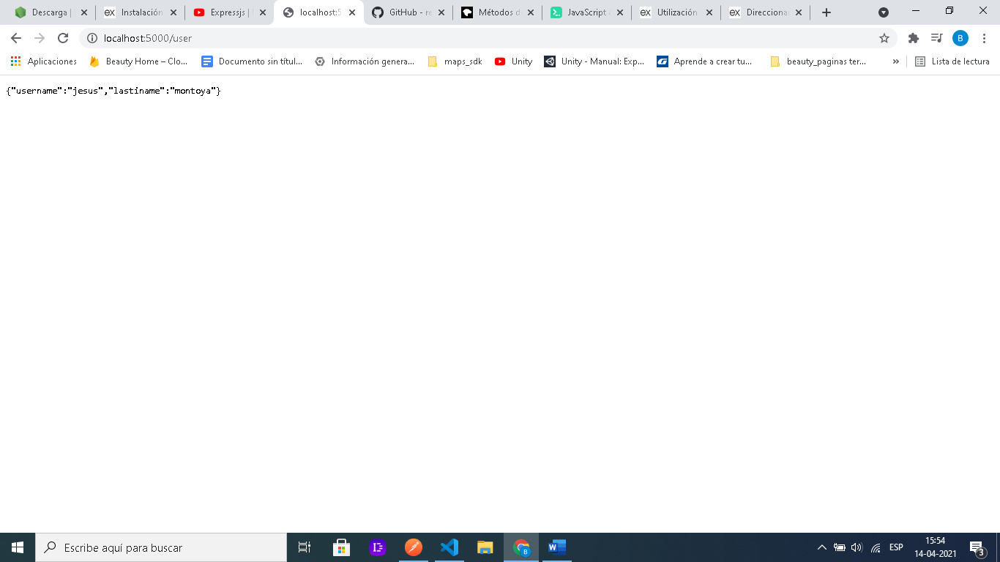 Descarga | Instalación Expressjs | localhost:5 GitHub - re Métodos d JavaScript Utilización Direcciona
localhost:5000/user B
Aplicaciones Beauty Home – Clo... Documento sin títul... Información genera... maps_sdk Unity Unity - Manual: Exp... Aprende a crear tu... beauty_paginas ter... » Lista de lectura
{"username":"jesus","lastiname":"montoya"}
Escribe aquí para buscar
ESP
15:54
14-04-2021
3